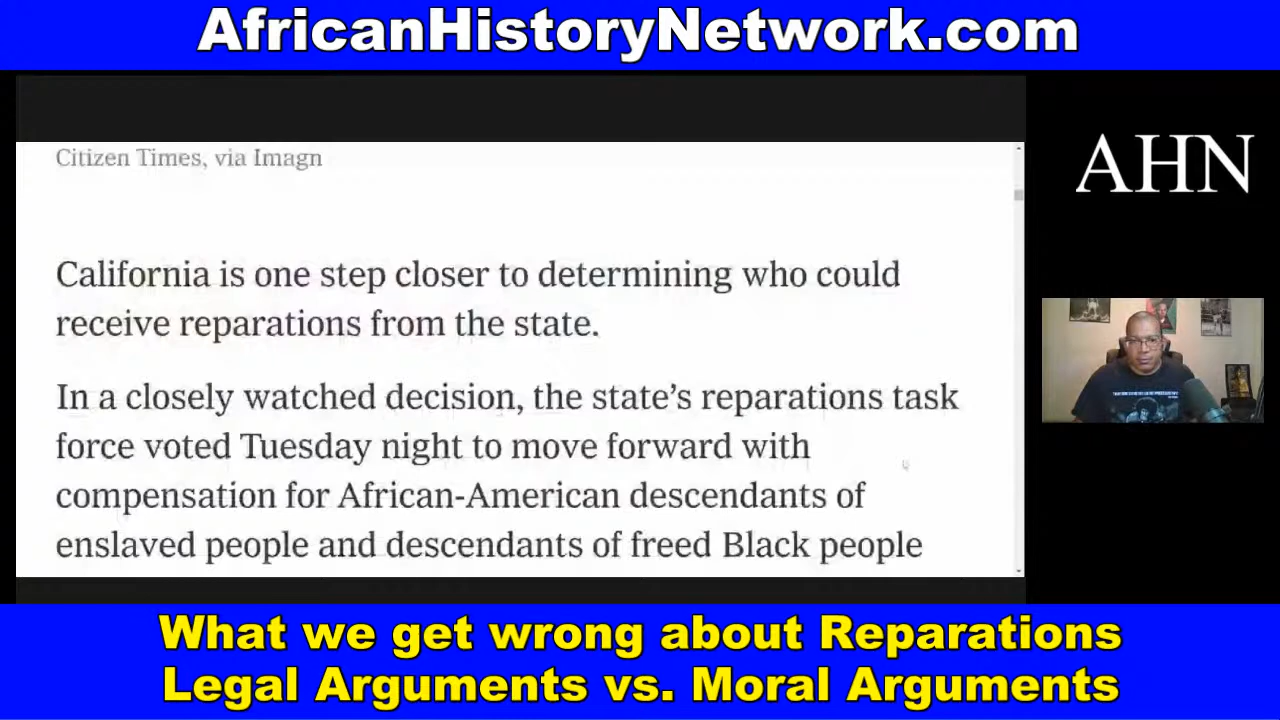 AfricanHistoryNetwork.com
Citizen Times, via Imagn
California is one step closer to determining who could
receive reparations from the state.
In a closely watched decision, the state's reparations task
force voted Tuesday night to move forward with
compensation for African-American descendants of
enslaved people and descendants of freed Black people
AHN
What we get wrong about Reparations
Legal Arguments vs. Moral Arguments